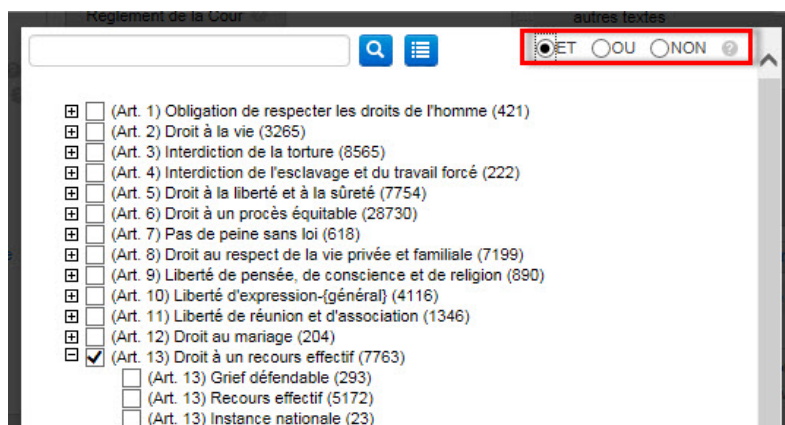 Règlement de la Cour
autres textes
ET OU NON ?
(Art. 1) Obligation de respecter les droits de l'homme (421)
(Art. 2) Droit à la vie (3265)
(Art. 3) Interdiction de la torture (8565)
(Art. 4) Interdiction de l'esclavage et du travail forcé (222)
(Art. 5) Droit à la liberté et à la sûreté (7754)
(Art. 6) Droit à un procès équitable (28730)
(Art. 7) Pas de peine sans loi (618)
(Art. 8) Droit au respect de la vie privée et familiale (7199)
(Art. 9) Liberté de pensée, de conscience et de religion (890)
(Art. 10) Liberté d'expression-{général} (4116)
(Art. 11) Liberté de réunion et d'association (1346)
(Art. 12) Droit au mariage (204)
(Art. 13) Droit à un recours effectif (7763)
(Art. 13) Grief défendable (293)
(Art. 13) Recours effectif (5172)
(Art. 13) Instance nationale (23)